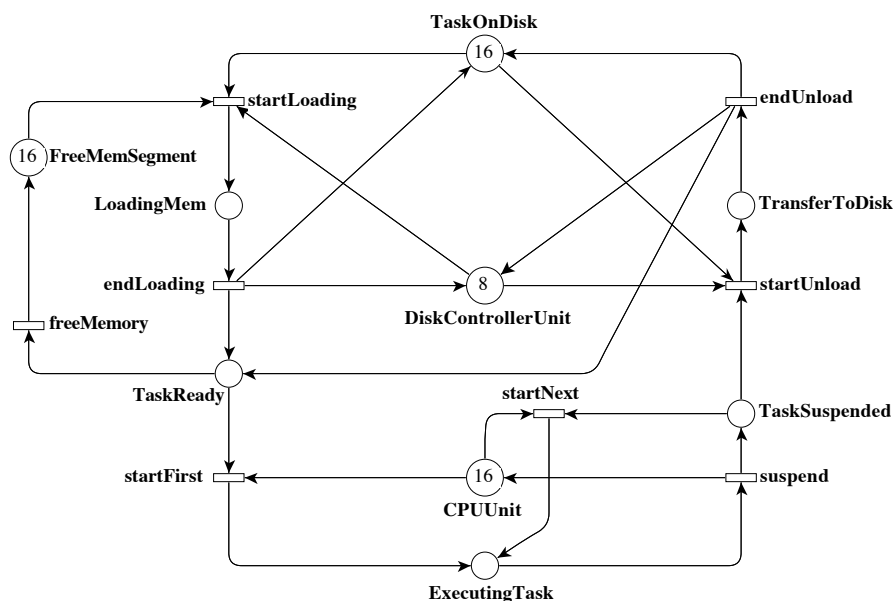 TaskOnDisk
16
startLoading
endUnload
16
FreeMemSegment
LoadingMem
TransferToDisk
endLoading
8
startUnload
DiskControllerUnit
freeMemory
TaskReady
startNext
TaskSuspended
startFirst
16
suspend
CPUUnit
ExecutingTask